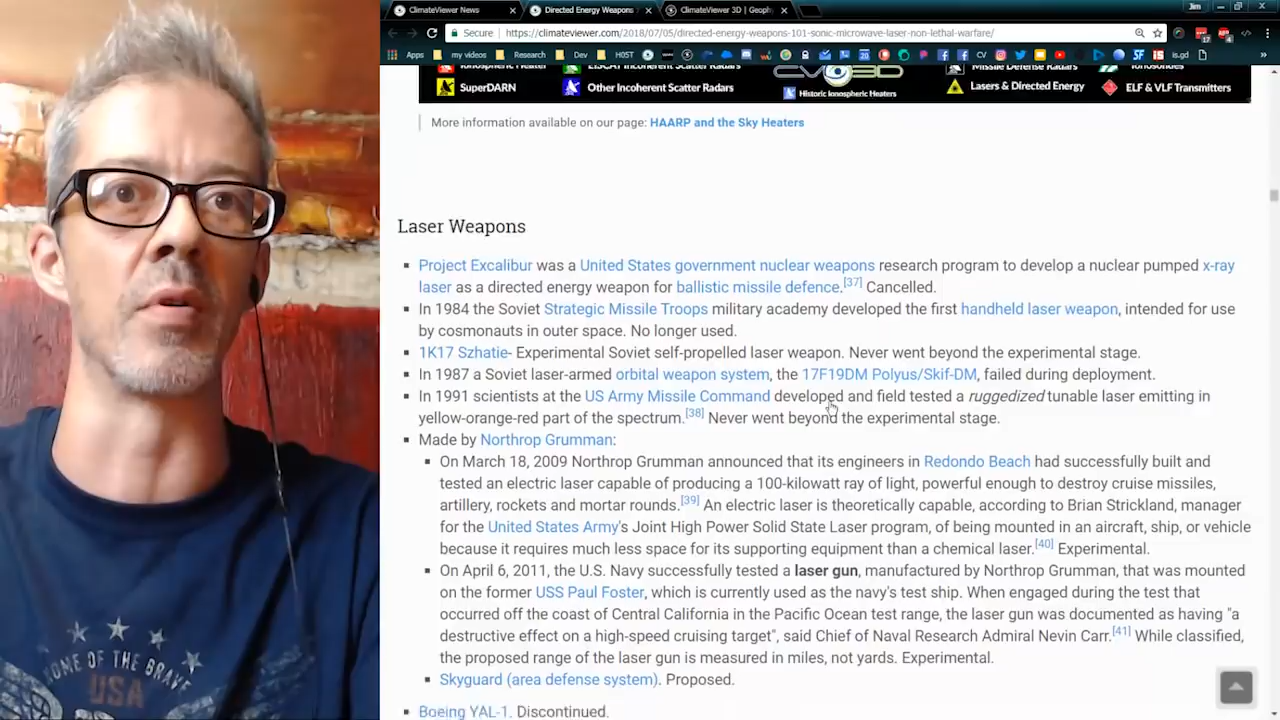 ClimateViewer News
Directed Energy Weapons
ClimateViewer 3D | Geoph
Jim
Secure
https://climateviewer.com/2018/07/05/directed-energy-weapons-101-sonic-microwave-laser-non-lethal-warfare/
Apps
my videos
Research
Dev
H05T
CV
is.gd
SuperDARN
EISCAT Incoherent Scatter Radars
Other Incoherent Scatter Radars
Historic Ionospheric Heaters
Missile Defense Radars
Lasers & Directed Energy
Ionosondes
ELF & VLF Transmitters
More information available on our page: HAARP and the Sky Heaters
Laser Weapons
Project Excalibur was a United States government nuclear weapons research program to develop a nuclear pumped x-ray
laser as a directed energy weapon for ballistic missile defence.[37] Cancelled.
In 1984 the Soviet Strategic Missile Troops military academy developed the first handheld laser weapon, intended for use
by cosmonauts in outer space. No longer used.
1K17 Szhatie- Experimental Soviet self-propelled laser weapon. Never went beyond the experimental stage.
In 1987 a Soviet laser-armed orbital weapon system, the 17F19DM Polyus/Skif-DM, failed during deployment.
In 1991 scientists at the US Army Missile Command developed and field tested a ruggedized tunable laser emitting in
yellow-orange-red part of the spectrum.[38] Never went beyond the experimental stage.
Made by Northrop Grumman:
On March 18, 2009 Northrop Grumman announced that its engineers in Redondo Beach had successfully built and
tested an electric laser capable of producing a 100-kilowatt ray of light, powerful enough to destroy cruise missiles,
artillery, rockets and mortar rounds.[39] An electric laser is theoretically capable, according to Brian Strickland, manager
for the United States Army's Joint High Power Solid State Laser program, of being mounted in an aircraft, ship, or vehicle
because it requires much less space for its supporting equipment than a chemical laser.[40] Experimental.
On April 6, 2011, the U.S. Navy successfully tested a laser gun, manufactured by Northrop Grumman, that was mounted
on the former USS Paul Foster, which is currently used as the navy's test ship. When engaged during the test that
occurred off the coast of Central California in the Pacific Ocean test range, the laser gun was documented as having "a
destructive effect on a high-speed cruising target", said Chief of Naval Research Admiral Nevin Carr.[41] While classified,
the proposed range of the laser gun is measured in miles, not yards. Experimental.
Skyguard (area defense system). Proposed.
Boeing YAL-1. Discontinued.
OME OF THE BRAVE
USA